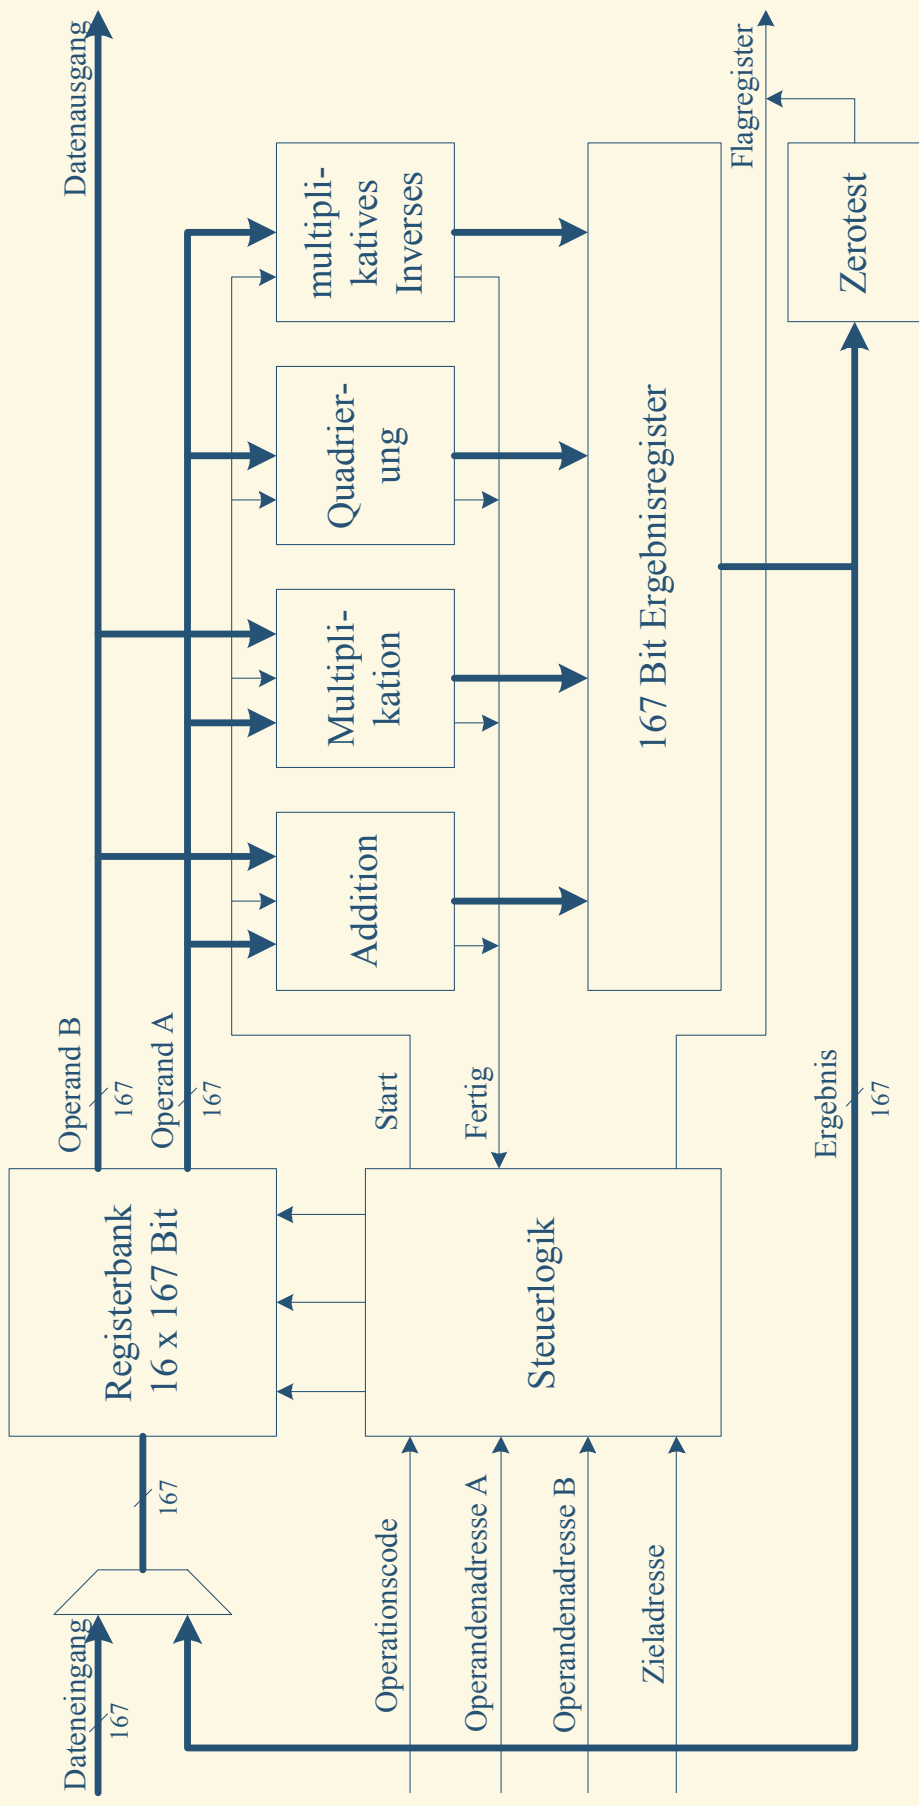 Dateneingang
167
167
Registerbank
16 x 167 Bit
Operand B
167
Operand A
167
Datenausgang
Operationscode
Operandenadresse A
Operandenadresse B
Zieladresse
Steuerlogik
Start
Fertig
Addition
Multipli-
kation
Quadrier-
ung
multipli-
katives
Inverses
167 Bit Ergebnisregister
Flagregister
Ergebnis
167
Zerotest